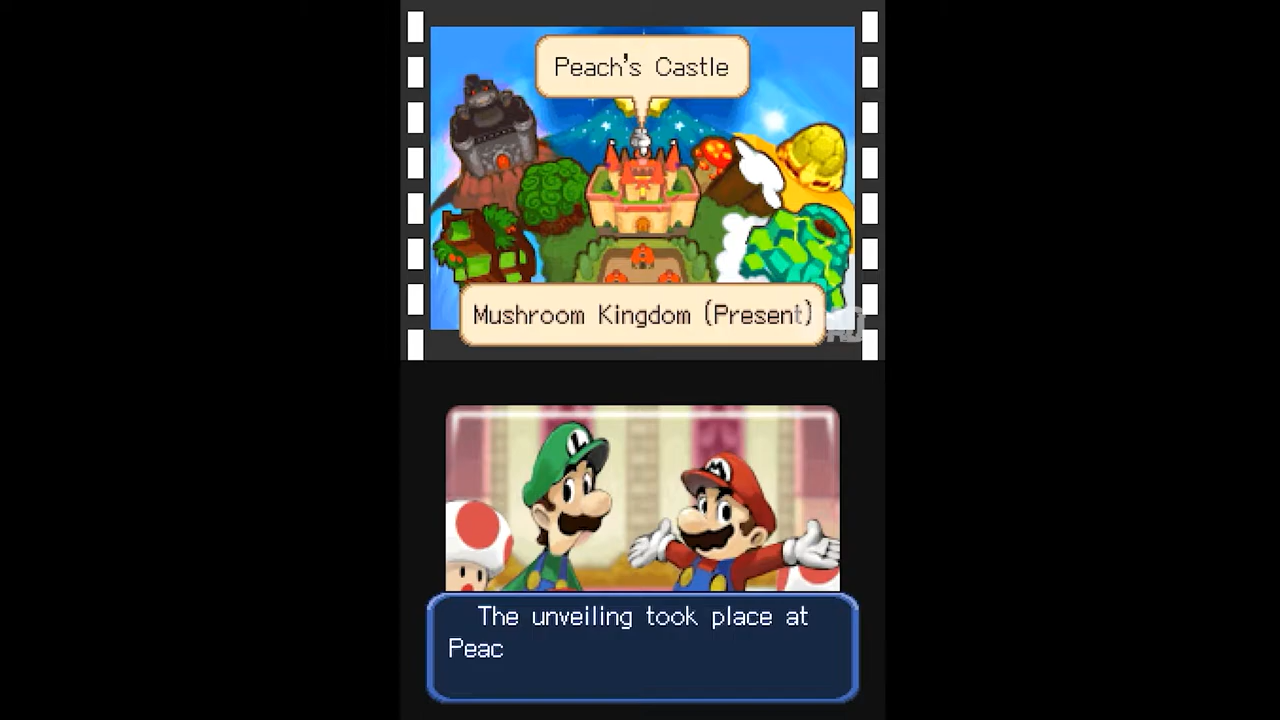 Peach's Castle
Mushroom Kingdom (Present)
L
M
The unveiling took place at
Peac